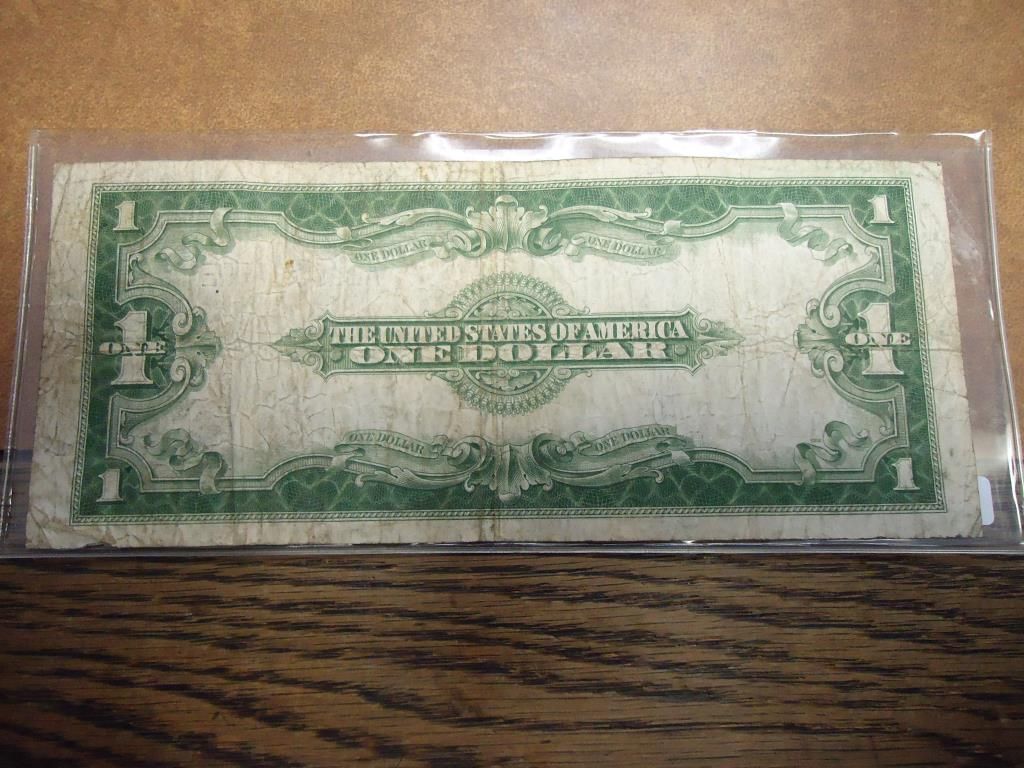 1 1
ONE DOLLAR ONE DOLLAR
THE UNITED STATES OF AMERICA
1 ONE ONE DOLLAR 1 ONE
ONE DOLLAR ONE DOLLAR
1 1